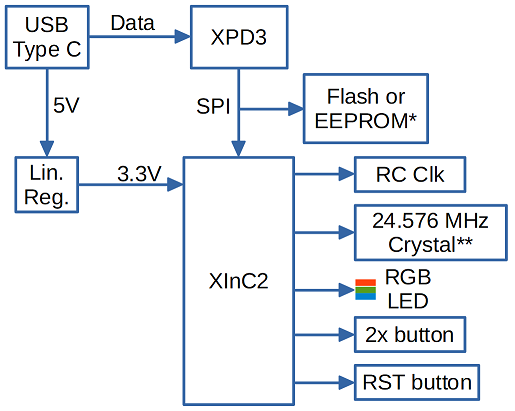 USB
Type C
Data
XPD3
5V
SPI
Flash or
EEPROM*
Lin.
Reg.
3.3V
XInC2
RC Clk
24.576 MHz
Crystal**
RGB
LED
2x button
RST button